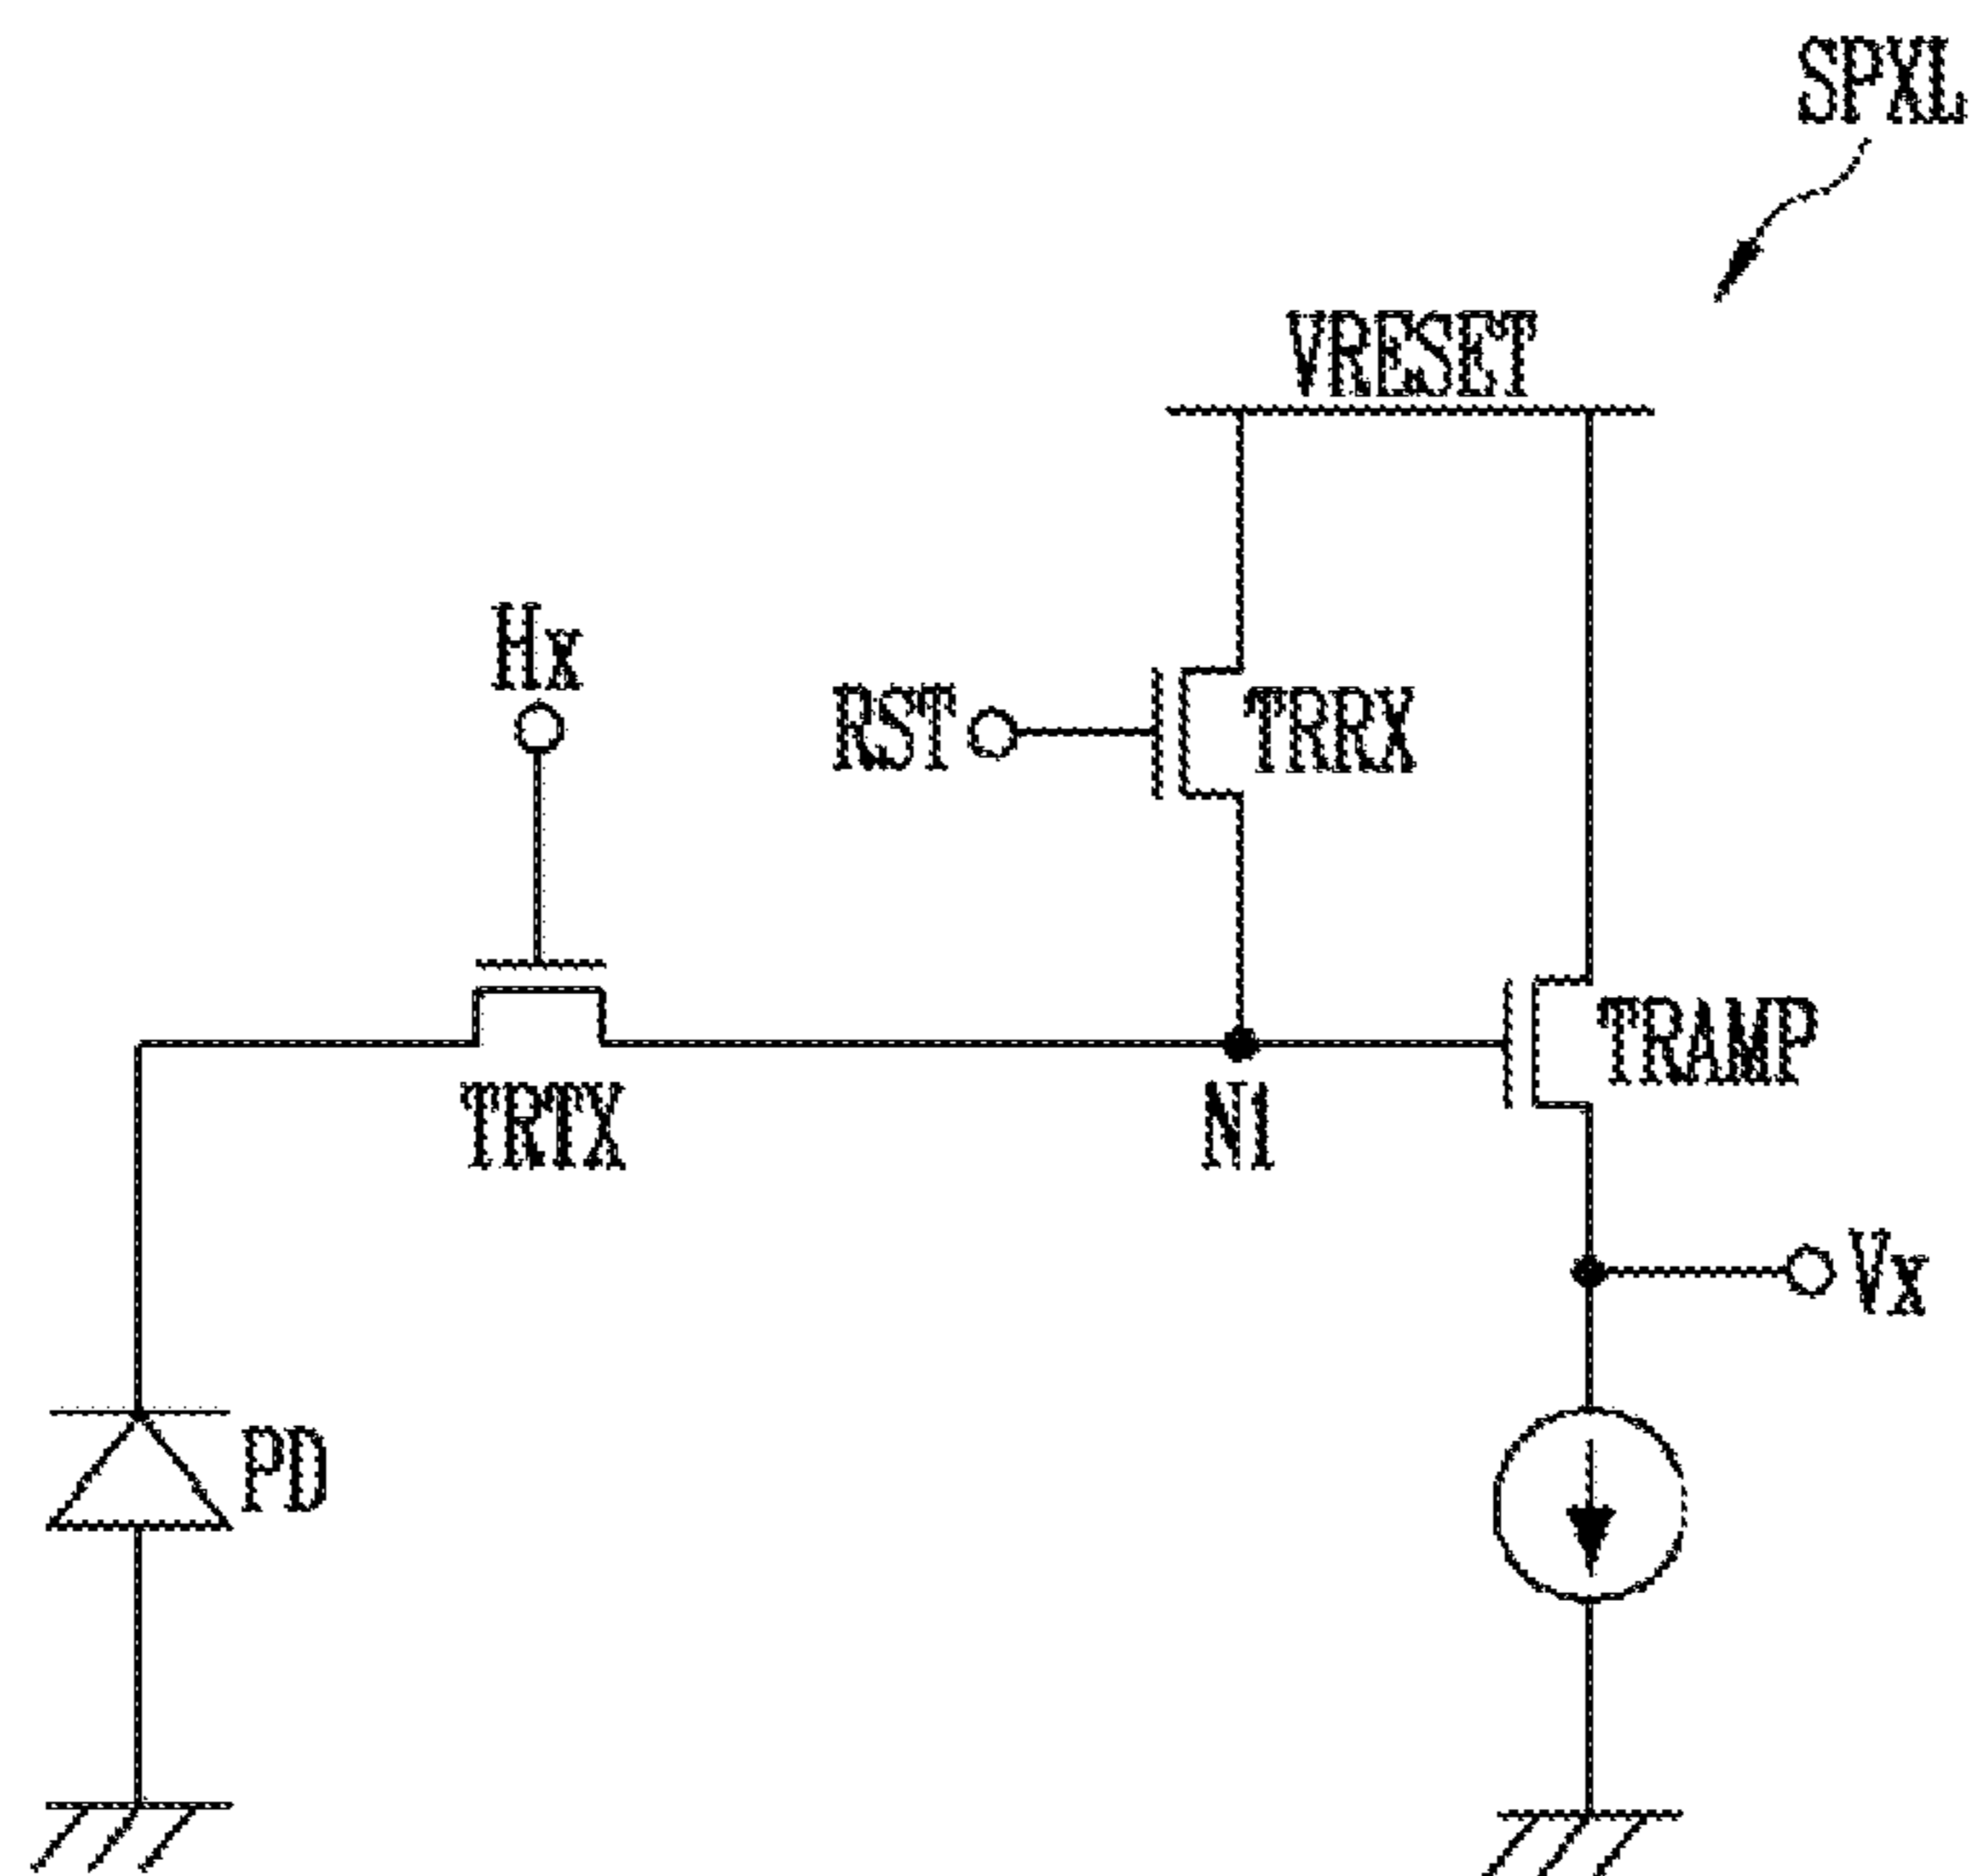 SPXL
VRESET
Hx
RST
TRRX
TRAMP
TRTX
N1
Vx
PD